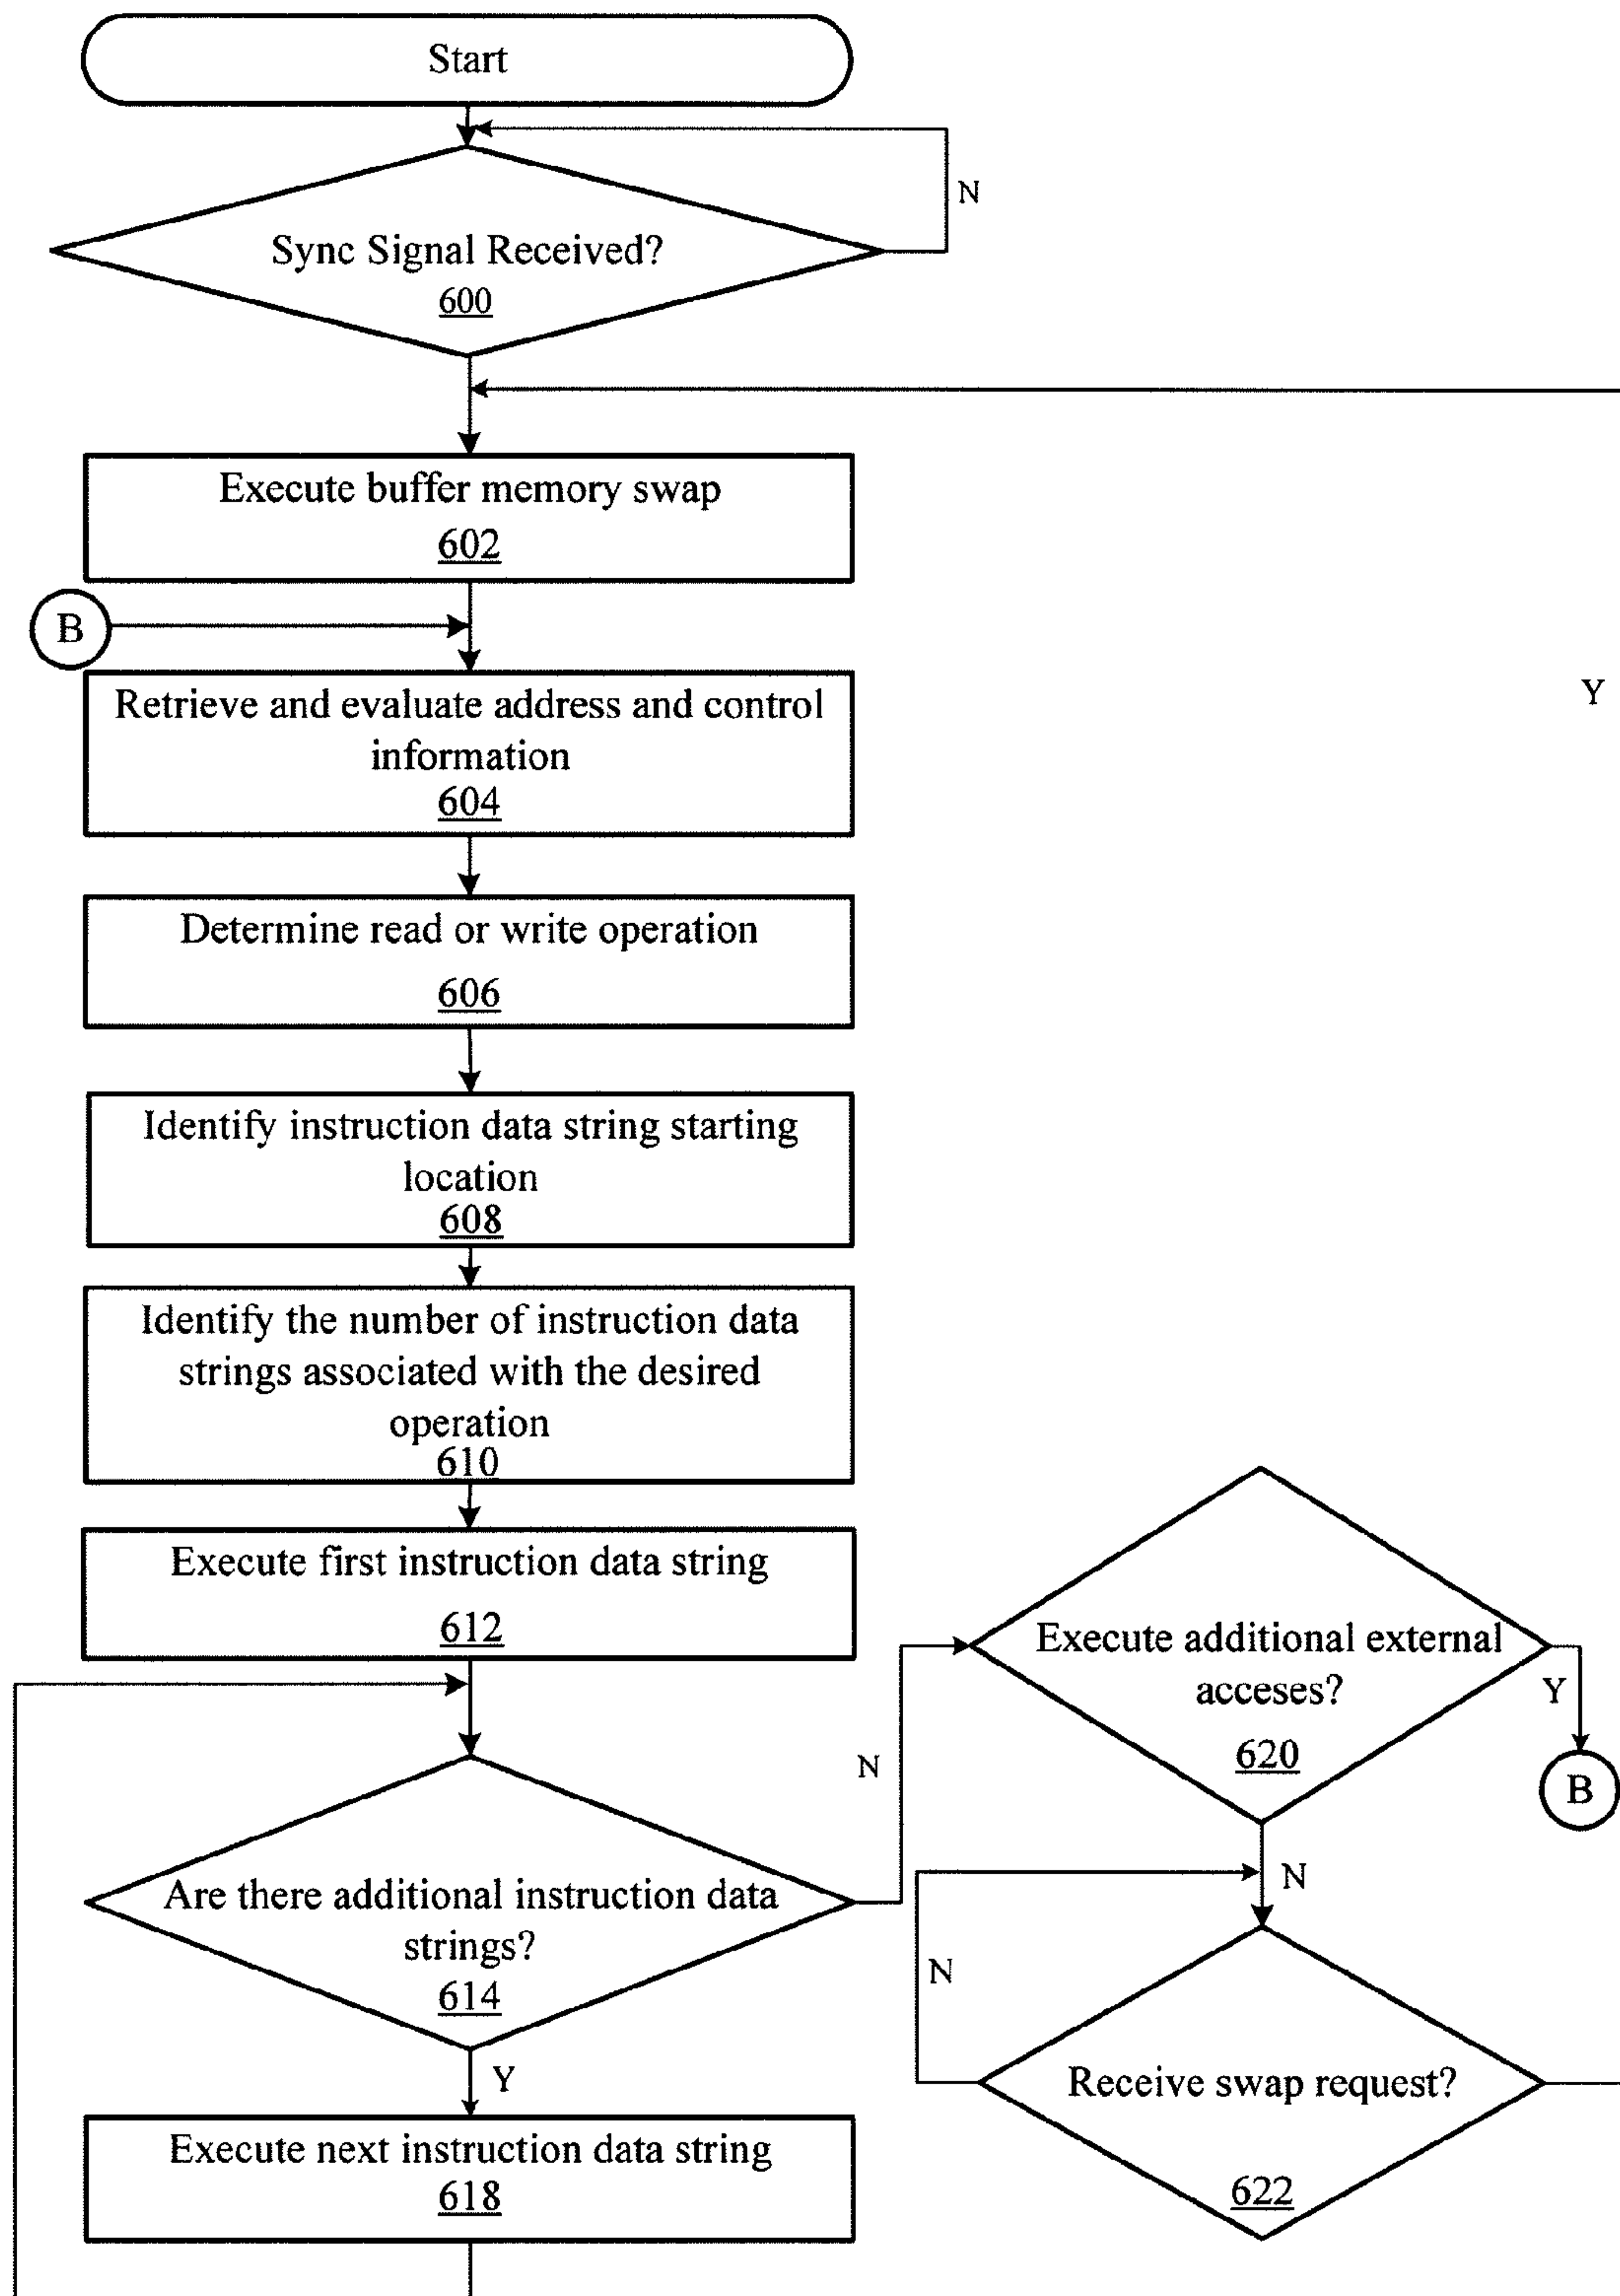 Start
N
Sync Signal Received?
600
Execute buffer memory swap
602
B
Retrieve and evaluate address and control
information
604
Y
Determine read or write operation
606
Identify instruction data string starting
location
608
Identify the number of instruction data
strings associated with the desired
operation
610
Execute first instruction data string
612
Execute additional external
acceses?
620
Y
B
N
Are there additional instruction data
strings?
614
N
N
Y
Receive swap request?
622
Execute next instruction data string
618